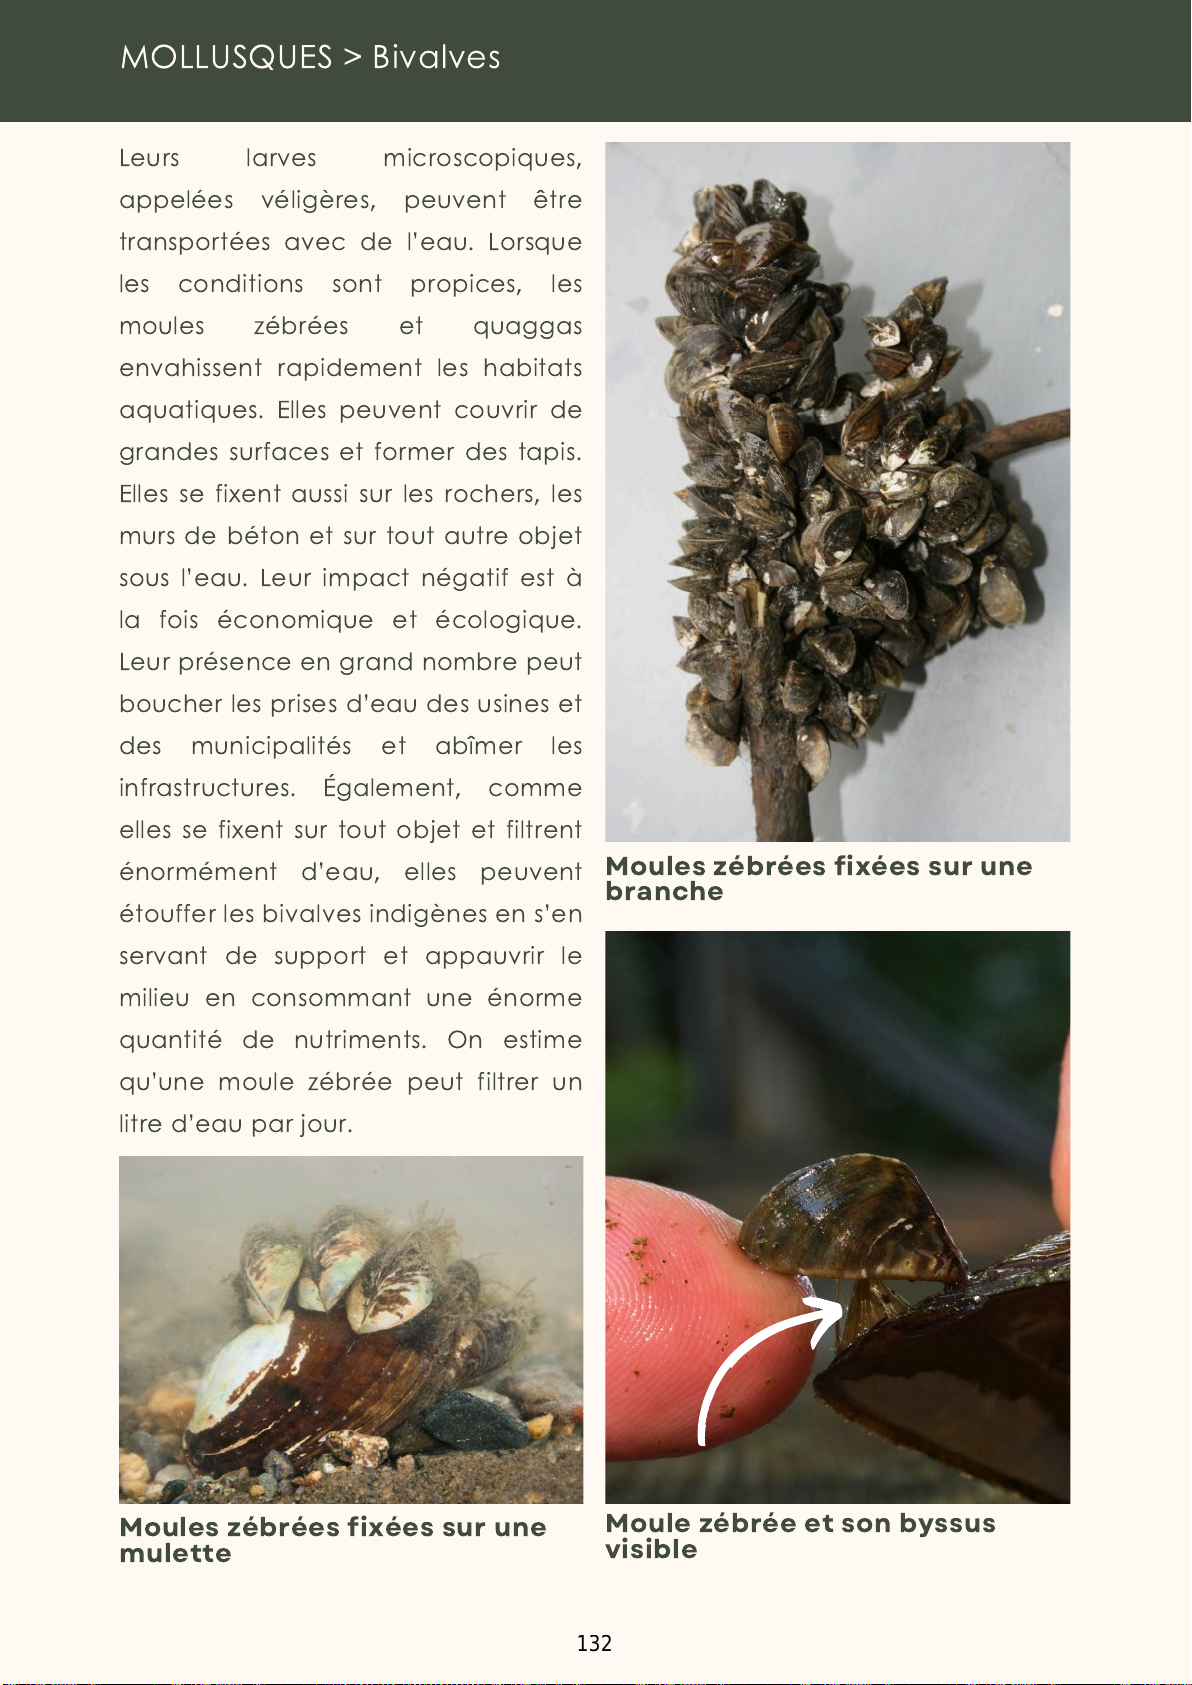 MOLLUSQUES > Bivalves
Leurs larves microscopiques,
appelées véligères, peuvent être
transportées avec de l'eau. Lorsque
les conditions sont propices, les
moules zébrées et quaggas
envahissent rapidement les habitats
aquatiques. Elles peuvent couvrir de
grandes surfaces et former des tapis.
Elles se fixent aussi sur les rochers, les
murs de béton et sur tout autre objet
sous l'eau. Leur impact négatif est à
la fois économique et écologique.
Leur présence en grand nombre peut
boucher les prises d'eau des usines et
des municipalités et abîmer les
infrastructures. Également, comme
elles se fixent sur tout objet et filtrent
énormément d'eau, elles peuvent
étouffer les bivalves indigènes en s'en
servant de support et appauvrir le
milieu en consommant une énorme
quantité de nutriments. On estime
qu'une moule zébrée peut filtrer un
litre d'eau par jour.
Moules zébrées fixées sur une
mulette
Moules zébrées fixées sur une
branche
Moule zébrée et son byssus
visible
132